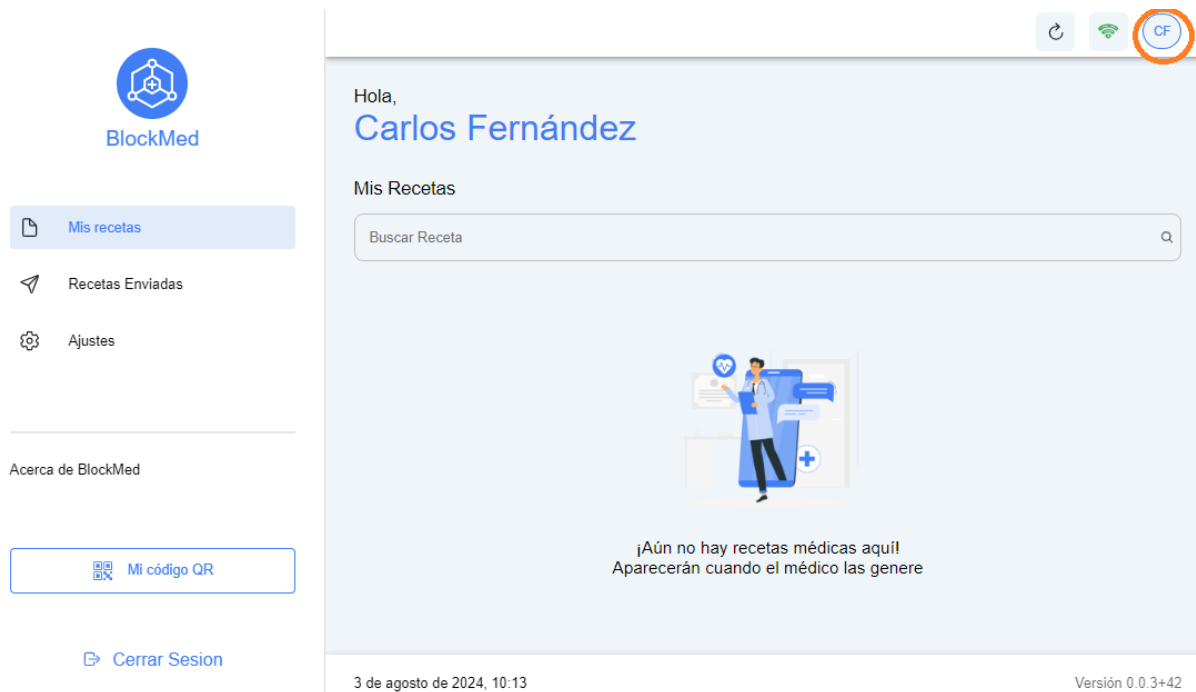 CF
BlockMed
Hola,
Carlos Fernández
Mis Recetas
Buscar Receta
Mis recetas
Recetas Enviadas
Ajustes
Acerca de BlockMed
Mi código QR
Cerrar Sesion
¡Aún no hay recetas médicas aquí!
Aparecerán cuando el médico las genere
3 de agosto de 2024, 10:13
Versión 0.0.3+42